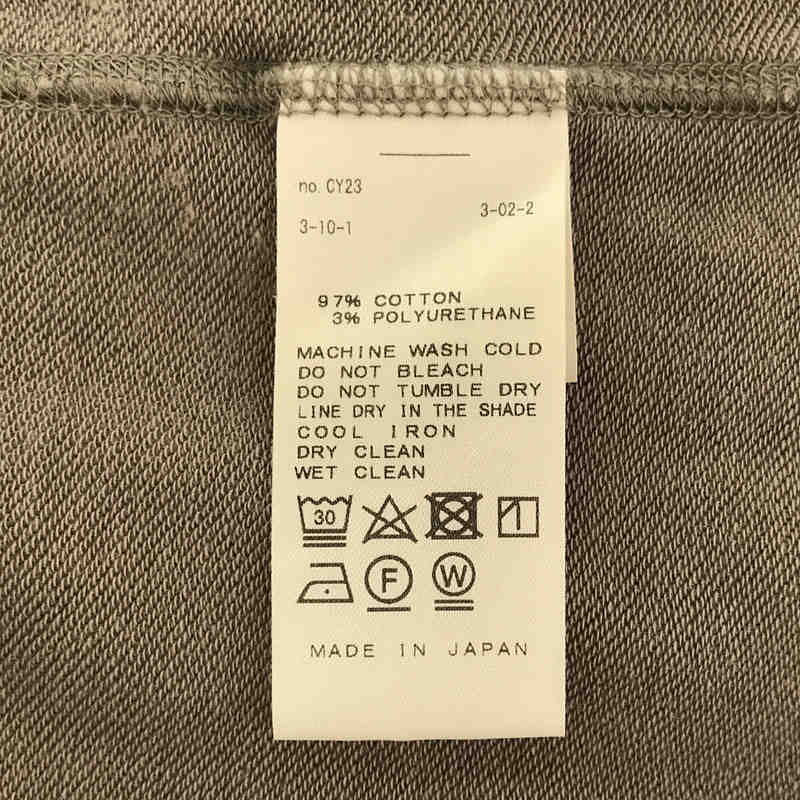 no. CY23
3-02-2
3-10-1
97% COTTON
3% POLYURETHANE
MACHINE WASH COLD
DO NOT BLEACH
DO NOT TUMBLE DRY
LINE DRY IN THE SHADE
COOL IRON
DRY CLEAN
WET CLEAN
30
F W
MADE IN JAPAN